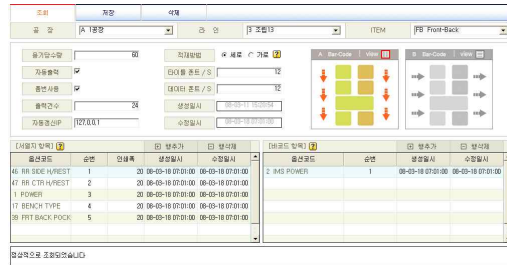 조회 저장 삭제
공 장 A 1공장 라 인 3 조립13 ITEM FB Front-Back
용기당수량 60 적재방법 세로 가로
자동출력 타이틀 폰트 / S 12
품번사용 데이터 폰트 / S 12
출력건수 24 생성일시 08-03-11 15:20:54
자동갱신IP 127.0.0.1 수정일시
A Bar-Code View
B Bar-Code View
[서열지 항목] 행추가 행삭제
옵션코드 순번 인쇄폭 생성일시 수정일시
46 RR SIDE H/REST 1 20 08-03-18 07:01:00 08-03-18 07:01:00
47 RR CTR H/REST 2 20 08-03-18 07:01:00 08-03-18 07:01:00
1 POWER 3 20 08-03-18 07:01:00 08-03-18 07:01:00
17 BENCH TYPE 4 20 08-03-18 07:01:00 08-03-18 07:01:00
39 FRT BACK POCK 5 20 08-03-18 07:01:00 08-03-18 07:01:00
[바코드 항목] 행추가 행삭제
옵션코드 순번 생성일시 수정일시
2 IMS POWER 1 08-03-18 07:01:00 08-03-18 07:01:00
정상적으로 조회되었습니다